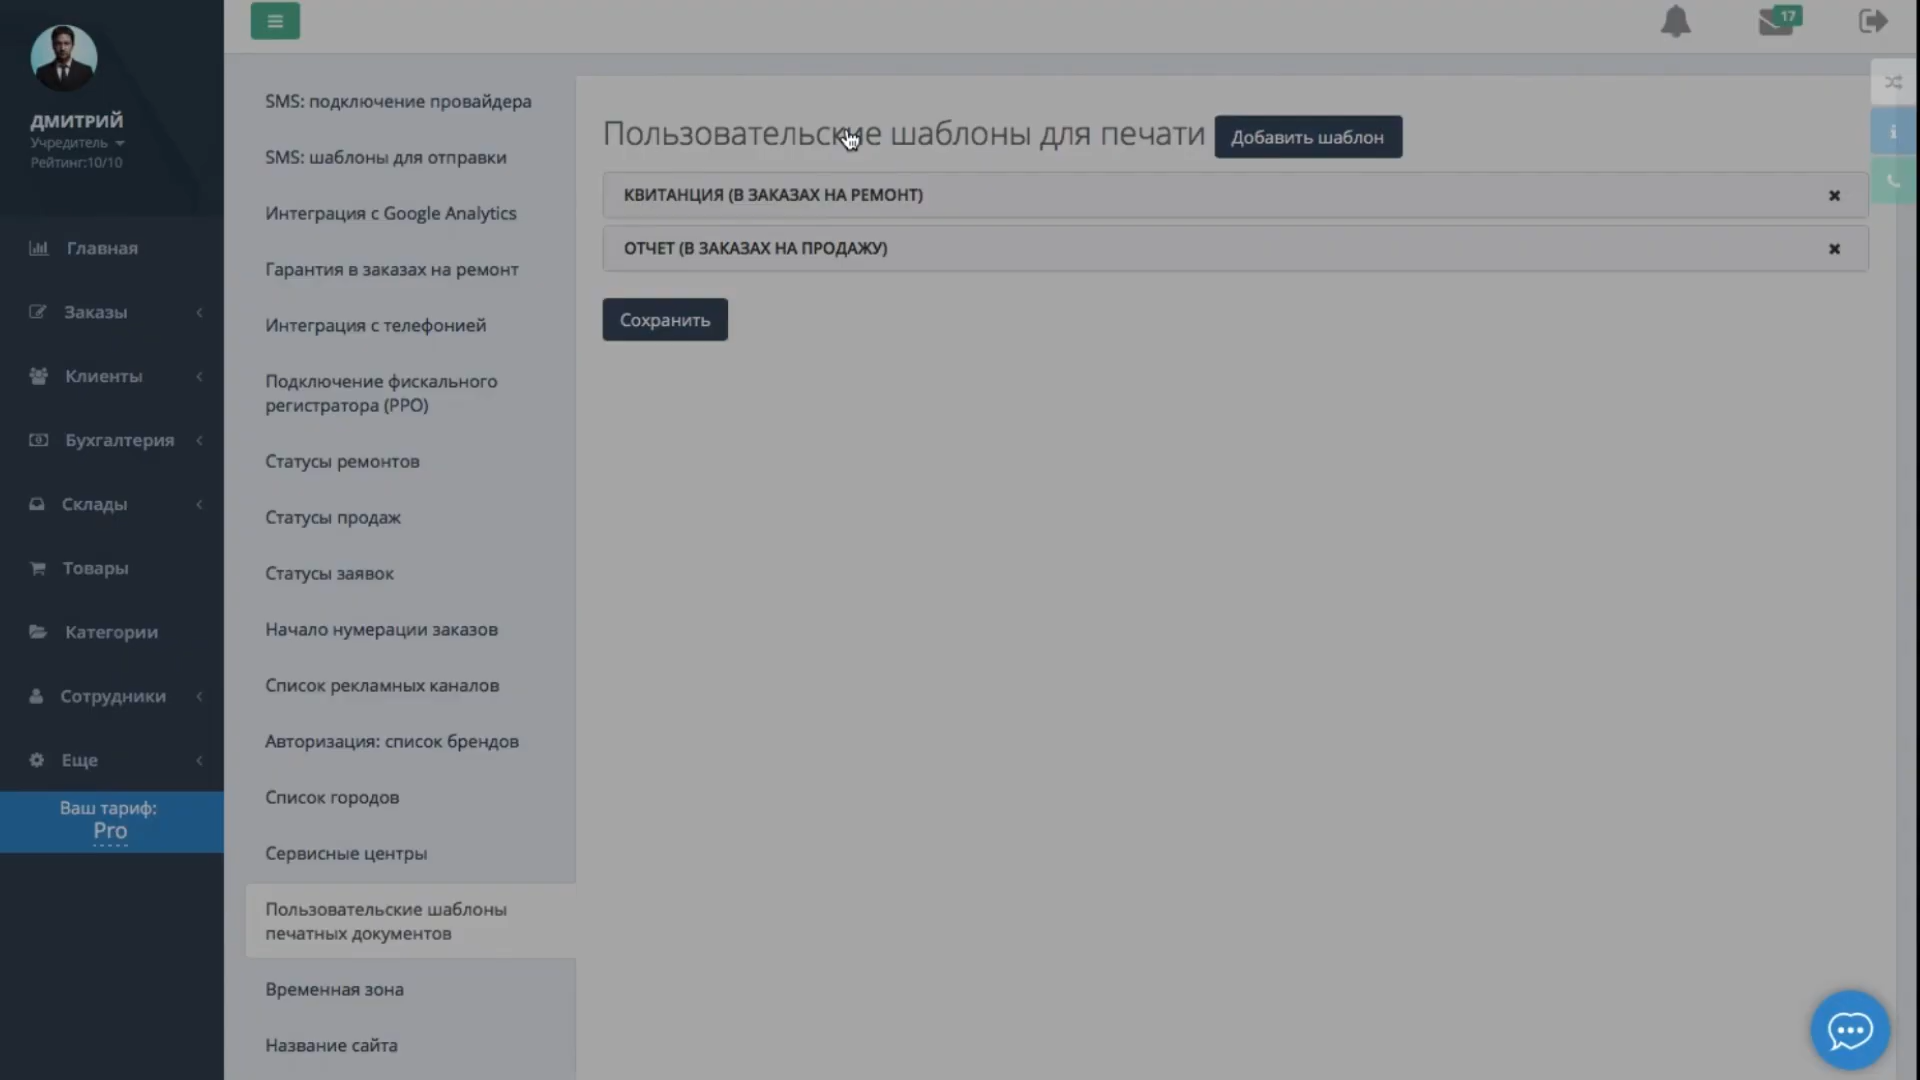 17
ДМИТРИЙ
Учредитель
Рейтинг:10/10
Главная
Заказы
Клиенты
Бухгалтерия
Склады
Товары
Категории
Сотрудники
Еще
Ваш тариф:
Pro
SMS: подключение провайдера
SMS: шаблоны для отправки
Интеграция с Google Analytics
Гарантия в заказах на ремонт
Интеграция с телефонией
Подключение фискального
регистратора (РРО)
Статусы ремонтов
Статусы продаж
Статусы заявок
Начало нумерации заказов
Список рекламных каналов
Авторизация: список брендов
Список городов
Сервисные центры
Пользовательские шаблоны
печатных документов
Временная зона
Название сайта
Пользовательские шаблоны для печати
Добавить шаблон
КВИТАНЦИЯ (В ЗАКАЗАХ НА РЕМОНТ)
ОТЧЕТ (В ЗАКАЗАХ НА ПРОДАЖУ)
Сохранить